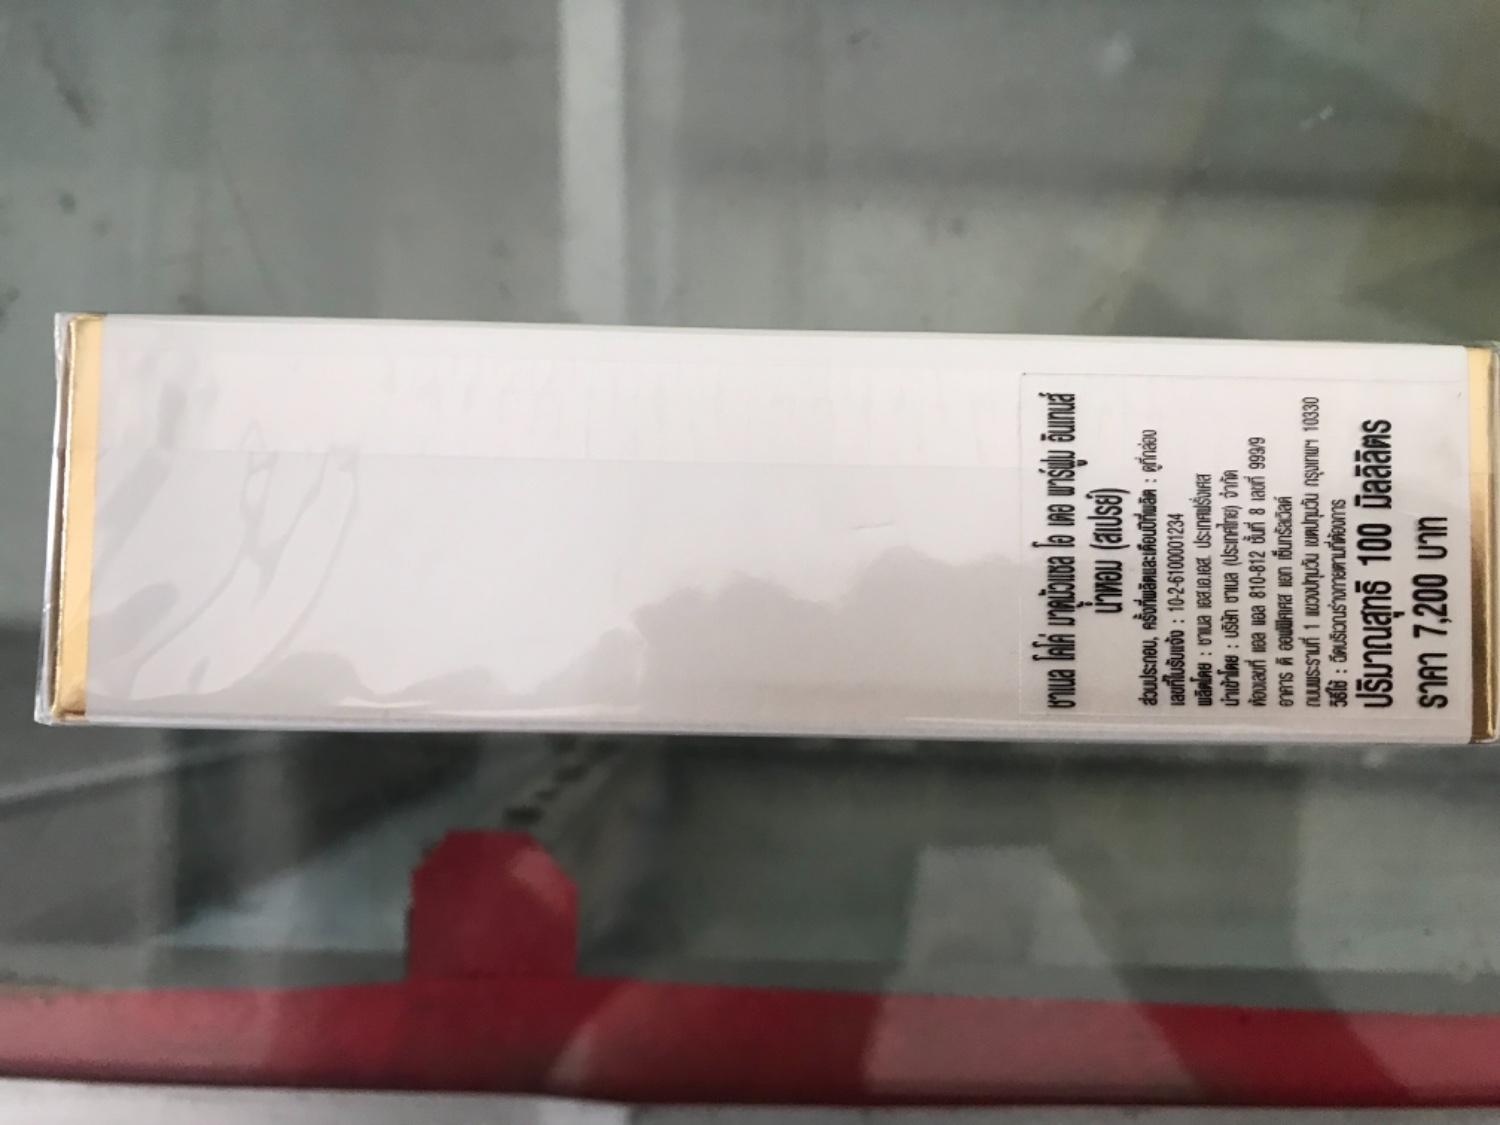 ชาแนล โคโค่ มาดมัวแซล โอ เดอ พาร์ฟูม อินเทนส์
น้ำหอม (สเปรย์)
ส่วนประกอบ, ครั้งที่ผลิตและเดือนปีที่ผลิต : ดูที่กล่อง
เลขที่ใบรับแจ้ง : 10-2-6100001234
ผลิตโดย : ชาแนล เอส.เอ.เอส. ประเทศฝรั่งเศส
นำเข้าโดย : บริษัท ชาแนล (ประเทศไทย) จำกัด
ห้องเลขที่ แอล แอล 810-812 ชั้นที่ 8 เลขที่ 999/9
อาคาร ดิ ออฟฟิศเศส แอท เซ็นทรัลเวิลด์
ถนนพระรามที่ 1 แขวงปทุมวัน เขตปทุมวัน กรุงเทพฯ 10330
วิธีใช้ : ฉีดบริเวณร่างกายตามที่ต้องการ
ปริมาณสุทธิ 100 มิลลิลิตร
ราคา 7,200 บาท